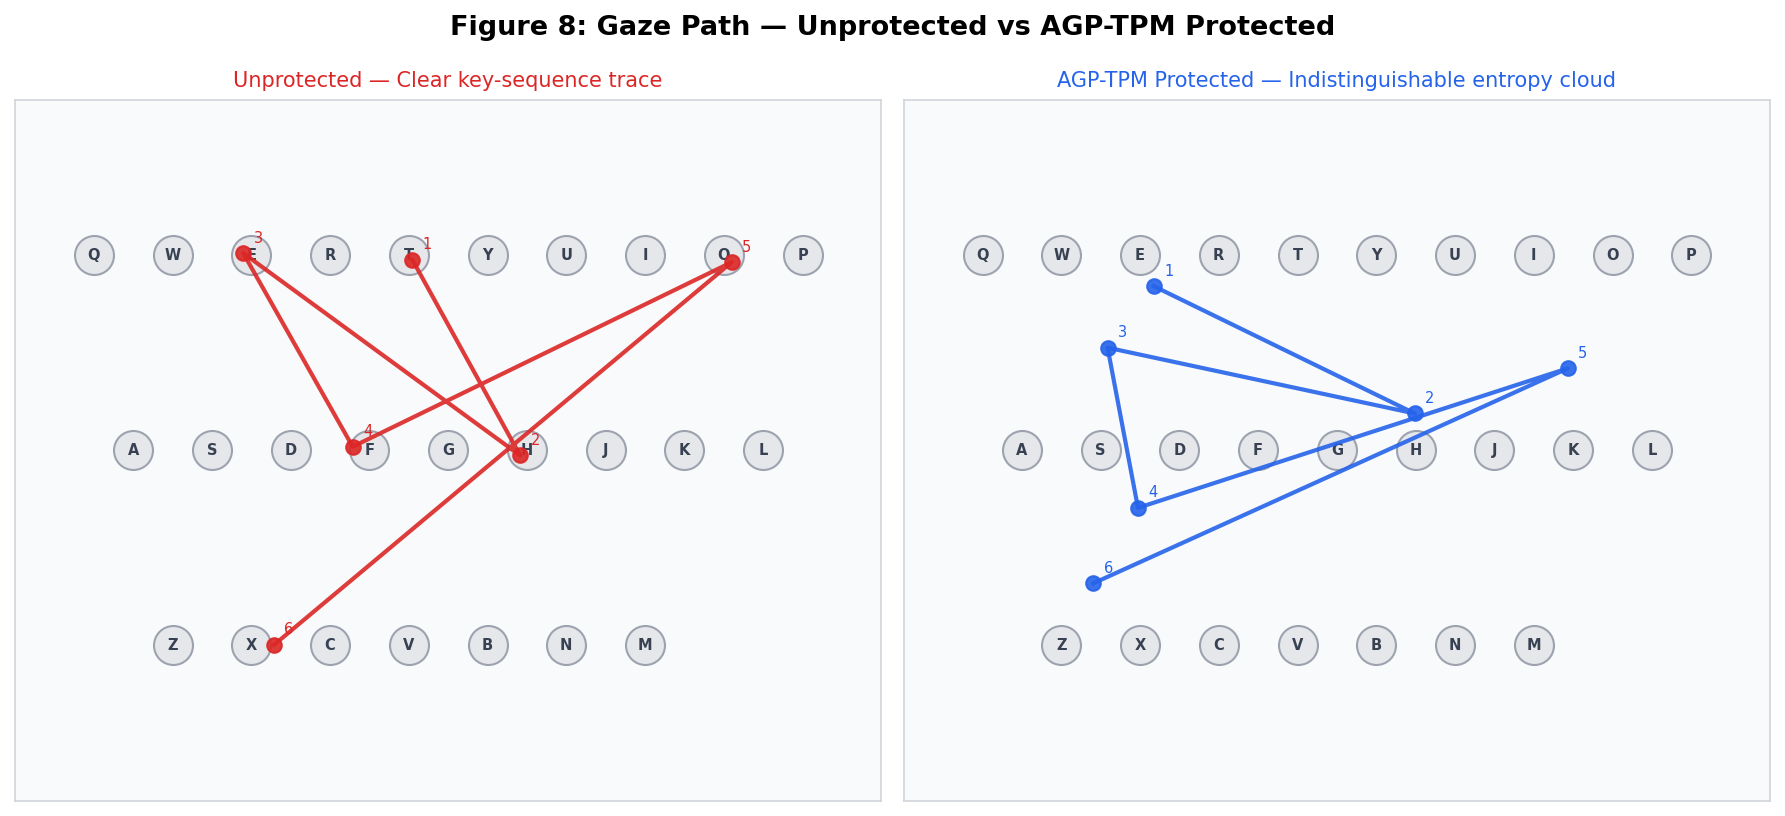 Figure 8: Gaze Path — Unprotected vs AGP-TPM Protected
Unprotected — Clear key-sequence trace
3 1 5
Q W E R T Y U I O P
4 2
A S D F G H J K L
6
Z X C V B N M
AGP-TPM Protected — Indistinguishable entropy cloud
Q W E R T Y U I O P
1
3
5
2
A S D F G H J K L
4
6
Z X C V B N M